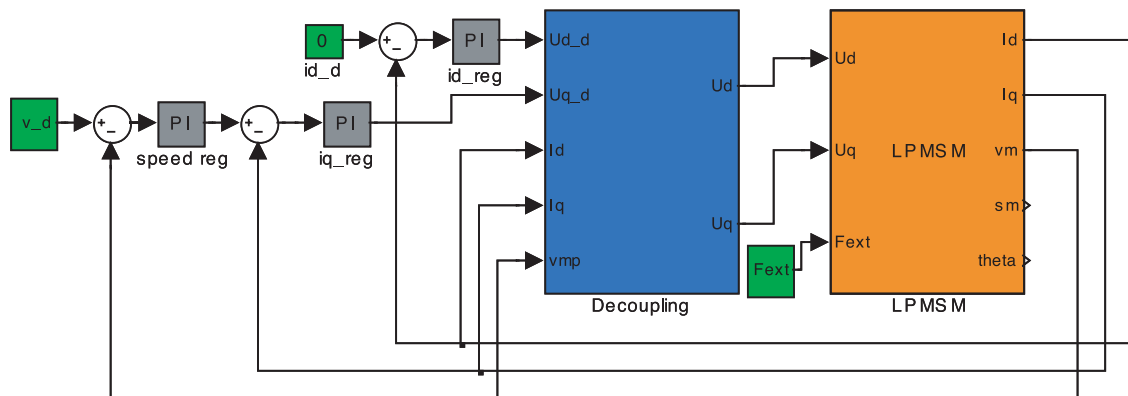 v_d
+
−
PI
speed reg
+
−
PI
iq_reg
0
id_d
+
−
PI
id_reg
Ud_d
Uq_d
Id
Iq
vmp
Ud
Uq
Decoupling
Fext
Ud
Uq
Fext
LPMSM
Id
Iq
vm
sm
theta
LPMSM